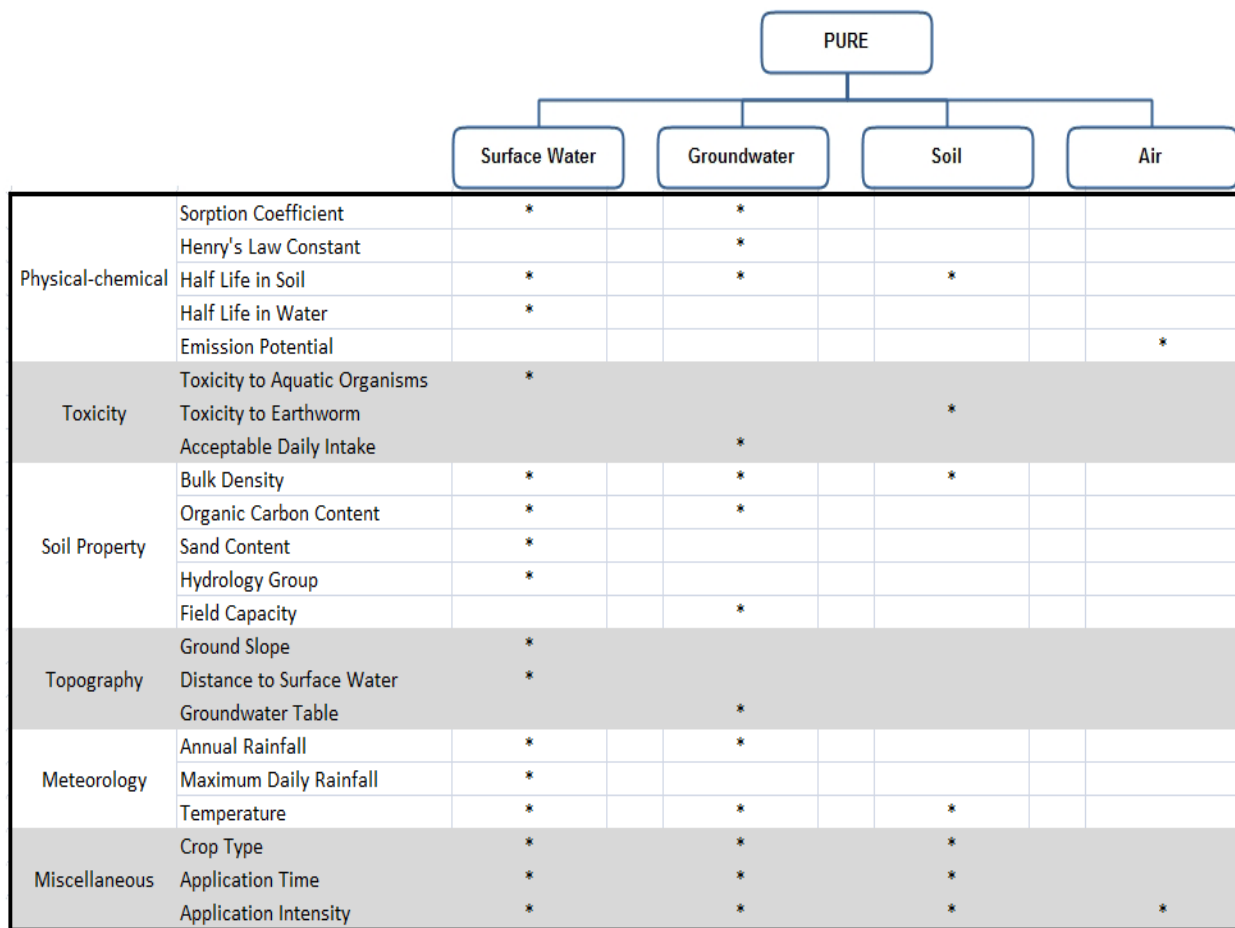 PURE
Surface Water Groundwater Soil Air
Sorption Coefficient * *
Henry's Law Constant *
Physical-chemical Half Life in Soil * * *
Half Life in Water *
Emission Potential *
Toxicity to Aquatic Organisms *
Toxicity Toxicity to Earthworm *
Acceptable Daily Intake *
Bulk Density * * *
Organic Carbon Content * *
Soil Property Sand Content *
Hydrology Group *
Field Capacity *
Ground Slope *
Topography Distance to Surface Water *
Groundwater Table *
Annual Rainfall * *
Meteorology Maximum Daily Rainfall *
Temperature * * *
Crop Type * * *
Miscellaneous Application Time * * *
Application Intensity * * * *